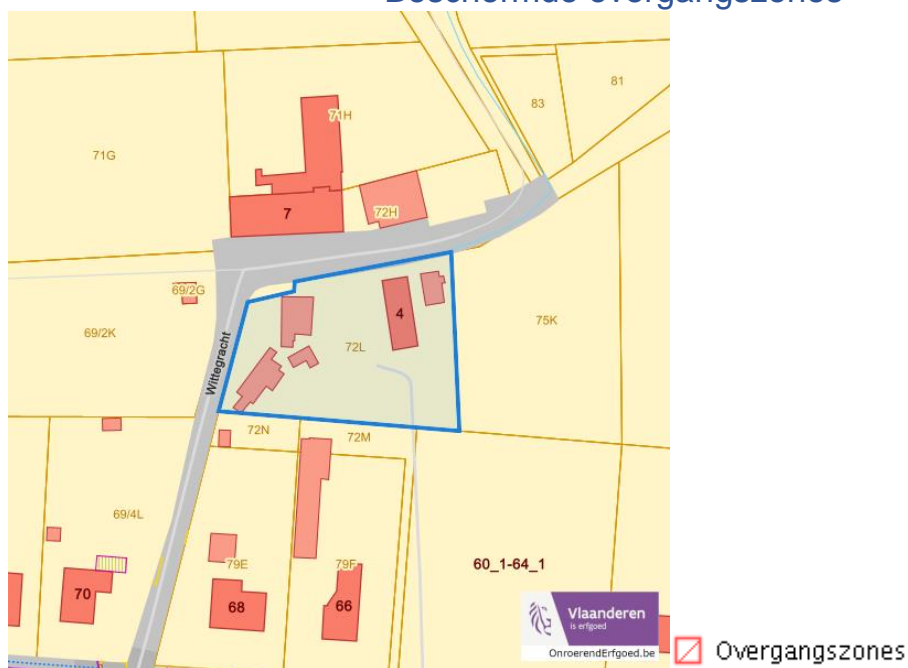 Beschermde overgangszones
81
83
71H
71G
7
72H
69/2G
75K
4
69/2K
72L
Wittegracht
72N
72M
69/4L
79E
79F
60_1-64_1
70
68
66
Vlaanderen
is erfgoed
OnroerendErfgoed.be
Overgangszones